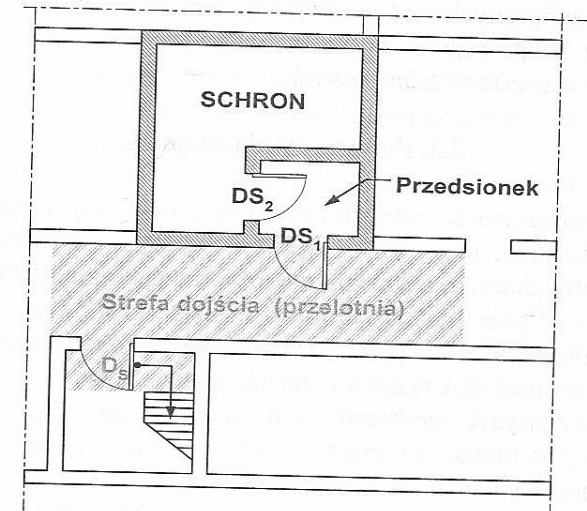 SCHRON
Przedsionek
DS2
DS1
Strefa dojścia (przelotnia)
Ds